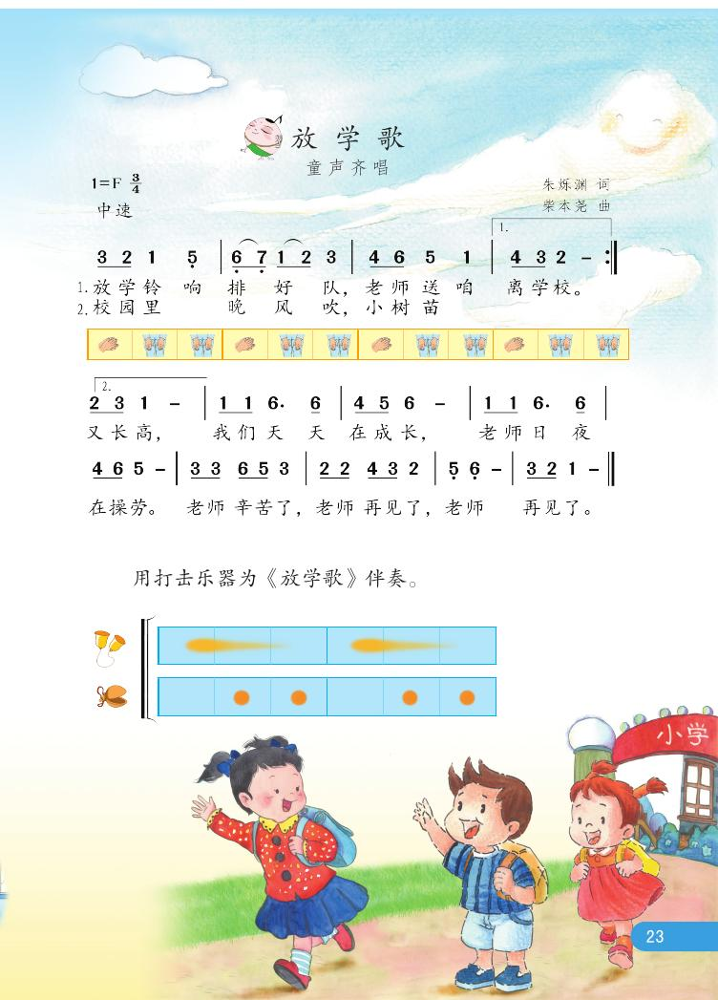 放学歌
童声齐唱
1=F 3/4
朱烁渊 词
中速
柴本尧 曲
1.
3 2 1 5 | 6 7 1 2 3 | 4 6 5 1 | 4 3 2 – :‖
1. 放学铃 响 排 好 队，老师送咱 离学校。
2. 校园里 晚 风 吹，小树苗
2.
2 3 1 – | 1 1 6· 6 | 4 5 6 – | 1 1 6· 6 |
又长高， 我们天 天 在成长， 老师日 夜
4 6 5 – | 3 3 6 5 3 | 2 2 4 3 2 | 5 6 – | 3 2 1 – ‖
在操劳。 老师 辛苦了，老师 再见了，老师 再见了。
用打击乐器为《放学歌》伴奏。
小学
23